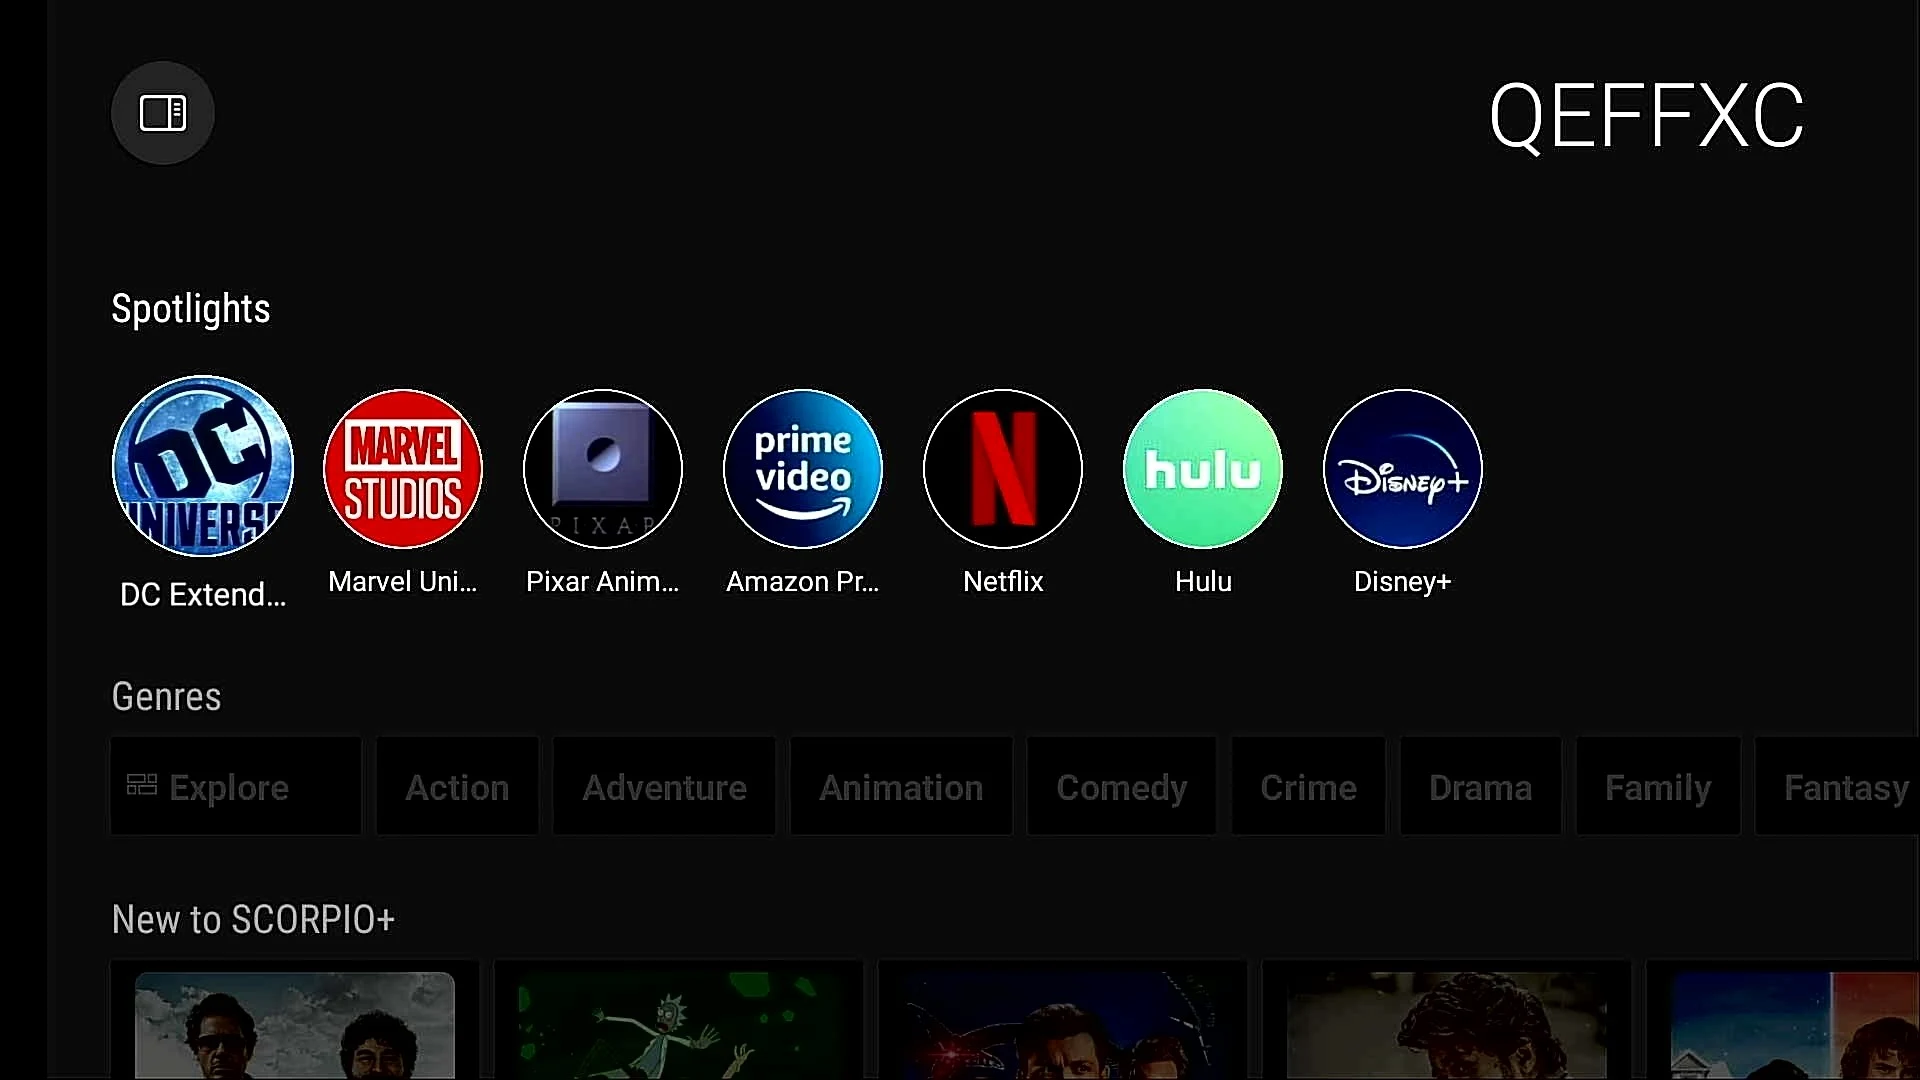 QEFFXC
Spotlights
DC
UNIVERSE
MARVEL
STUDIOS
PIXAR
prime
video
N
hulu
Disney+
DC Extend...
Marvel Uni...
Pixar Anim...
Amazon Pr...
Netflix
Hulu
Disney+
Genres
Explore
Action
Adventure
Animation
Comedy
Crime
Drama
Family
Fantasy
New to SCORPIO+